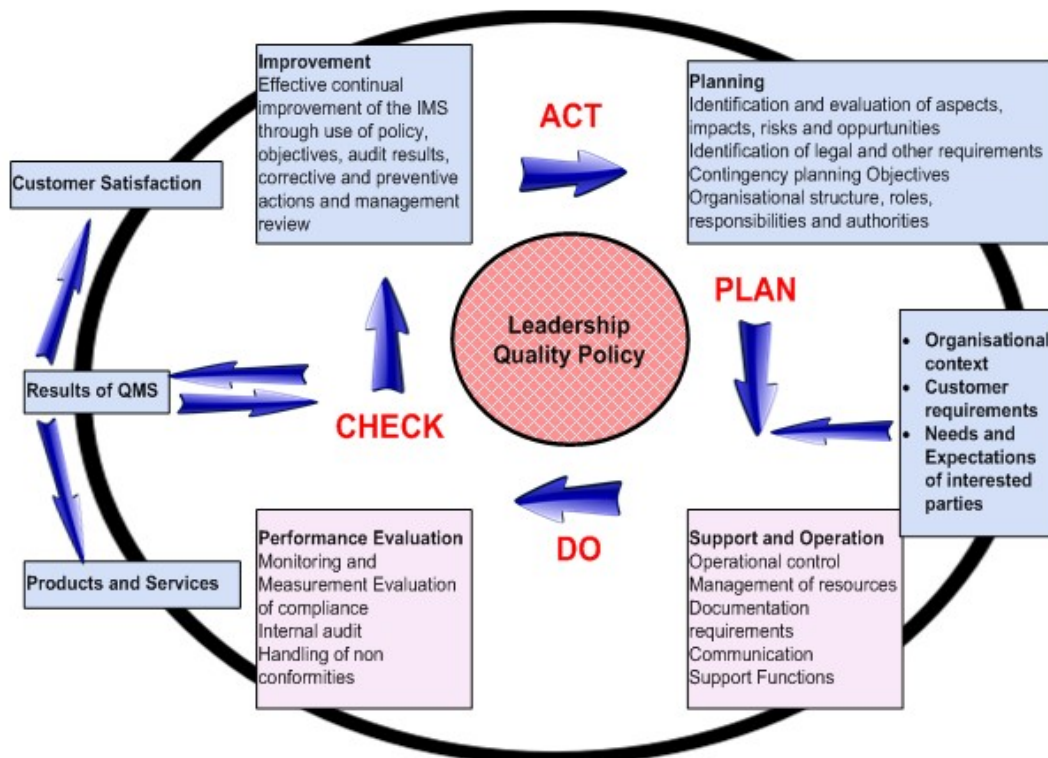 Improvement
Effective continual
improvement of the IMS
through use of policy,
objectives, audit results,
corrective and preventive
actions and management
review
ACT
Planning
Identification and evaluation of aspects,
impacts, risks and oppurtunities
Identification of legal and other requirements
Contingency planning Objectives
Organisational structure, roles,
responsibilities and authorities
Customer Satisfaction
Leadership
Quality Policy
PLAN
• Organisational
context
• Customer
requirements
• Needs and
Expectations
of interested
parties
Results of QMS
CHECK
DO
Performance Evaluation
Monitoring and
Measurement Evaluation
of compliance
Internal audit
Handling of non
conformities
Support and Operation
Operational control
Management of resources
Documentation
requirements
Communication
Support Functions
Products and Services